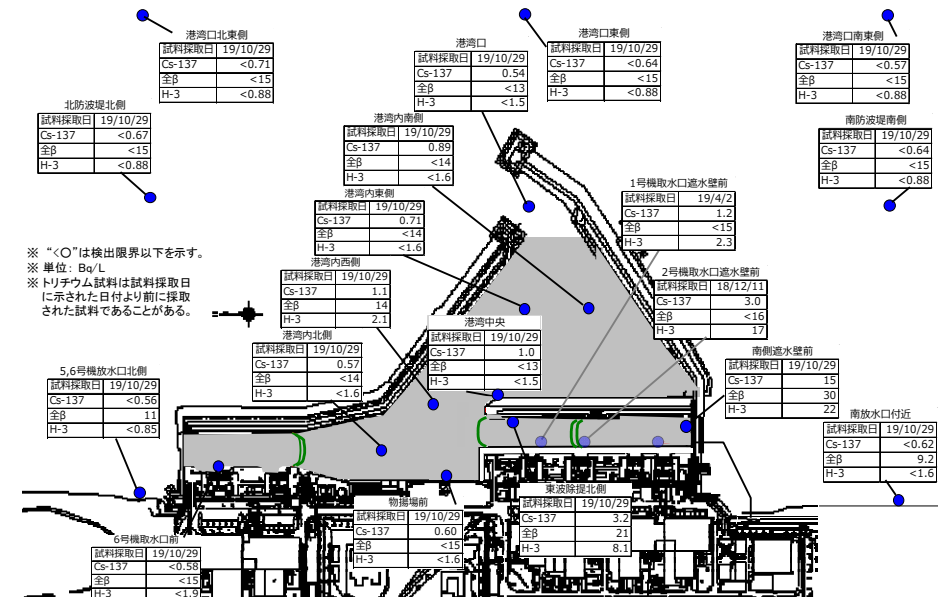 港湾口北東側
試料採取日 19/10/29
Cs-137 <0.71
全β <15
H-3 <0.88
港湾口東側
試料採取日 19/10/29
Cs-137 <0.64
全β <15
H-3 <0.88
港湾口南東側
試料採取日 19/10/29
Cs-137 <0.57
全β <15
H-3 <0.88
港湾口
試料採取日 19/10/29
Cs-137 0.54
全β <13
H-3 <1.5
北防波堤北側
試料採取日 19/10/29
Cs-137 <0.67
全β <15
H-3 <0.88
港湾内南側
試料採取日 19/10/29
Cs-137 0.89
全β <14
H-3 <1.6
南防波堤南側
試料採取日 19/10/29
Cs-137 <0.64
全β <15
H-3 <0.88
港湾内東側
試料採取日 19/10/29
Cs-137 0.71
全β <14
H-3 <1.6
1号機取水口遮水壁前
試料採取日 19/4/2
Cs-137 1.2
全β <15
H-3 2.3
※ “<○”は検出限界以下を示す。
※ 単位: Bq/L
※ トリチウム試料は試料採取日
に示された日付より前に採取
された試料であることがある。
港湾内西側
試料採取日 19/10/29
Cs-137 1.1
全β 14
H-3 2.1
2号機取水口遮水壁前
試料採取日 18/12/11
Cs-137 3.0
全β <16
H-3 17
港湾中央
試料採取日 19/10/29
Cs-137 1.0
全β <13
H-3 <1.5
港湾内北側
試料採取日 19/10/29
Cs-137 0.57
全β <14
H-3 <1.6
南側遮水壁前
試料採取日 19/10/29
Cs-137 15
全β 30
H-3 22
5,6号機放水口北側
試料採取日 19/10/29
Cs-137 <0.56
全β 11
H-3 <0.85
南放水口付近
試料採取日 19/10/29
Cs-137 <0.62
全β 9.2
H-3 <1.6
物揚場前
試料採取日 19/10/29
Cs-137 0.60
全β <15
H-3 <1.6
東波除提北側
試料採取日 19/10/29
Cs-137 3.2
全β 21
H-3 8.1
6号機取水口前
試料採取日 19/10/29
Cs-137 <0.58
全β <15
H-3 <1.9